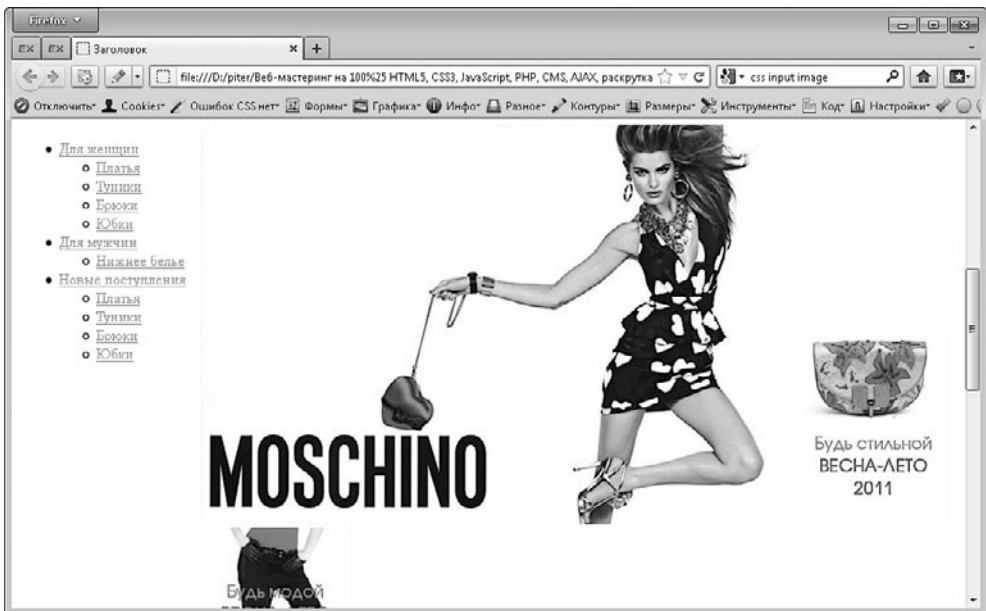 Firefox
EX EX Заголовок
file:///D:/piter/Веб-мастеринг на 100%25 HTML5, CSS3, JavaScript, PHP, CMS, AJAX, раскрутка css input image
Отключить Cookies Ошибок CSS нет Формы Графика Инфо Разное Контуры Размеры Инструменты Код Настройки
Для женщин
Платья
Туники
Брюки
Юбки
Для мужчин
Нижнее белье
Новые поступления
Платья
Туники
Брюки
Юбки
MOSCHINO
Будь стильной
ВЕСНА-ЛЕТО
2011
Будь модой